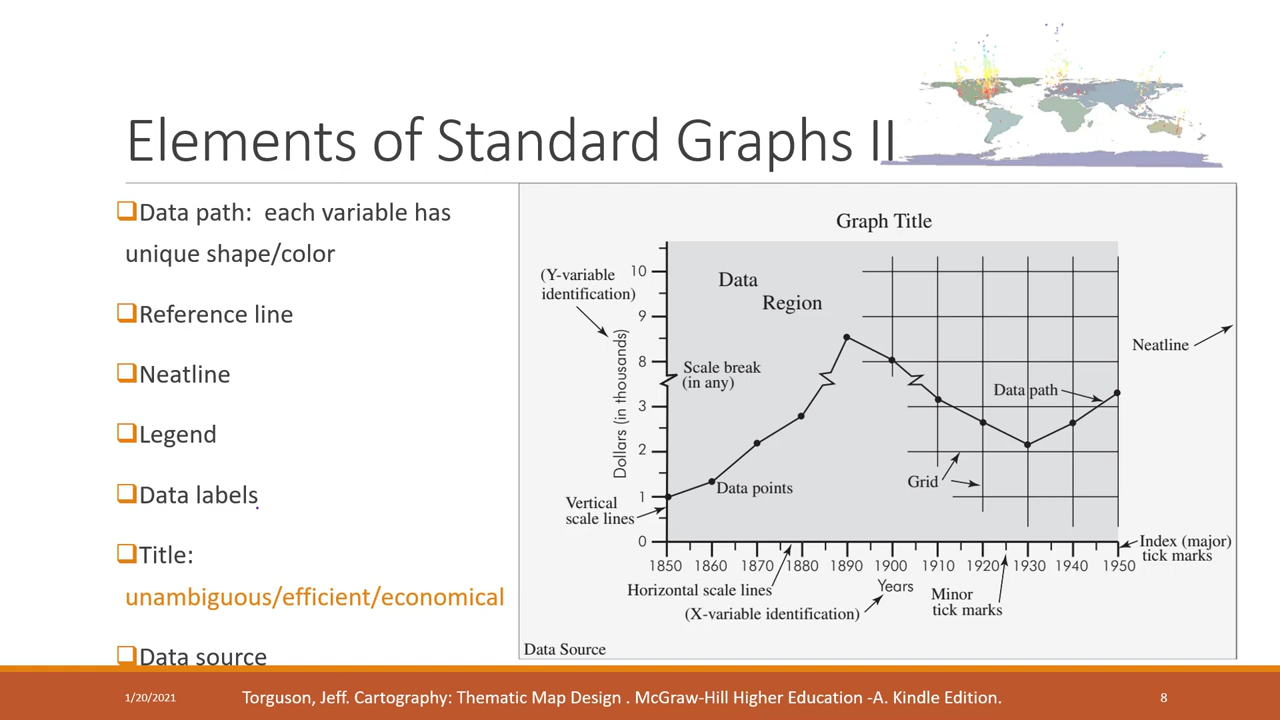 Elements of Standard Graphs II
Data path: each variable has
unique shape/color
Reference line
Neatline
Legend
Data labels
Title:
unambiguous/efficient/economical
Data source
Graph Title
(Y-variable
identification)
Dollars (in thousands)
10
9
8
3
2
1
0
Data
Region
Scale break
(in any)
Neatline
Data path
Grid
Data points
Vertical
scale lines
Index (major)
tick marks
1850 1860 1870 1880 1890 1900 1910 1920 1930 1940 1950
Horizontal scale lines
Years
(X-variable identification)
Minor
tick marks
Data Source
1/20/2021
Torguson, Jeff. Cartography: Thematic Map Design . McGraw-Hill Higher Education -A. Kindle Edition.
8